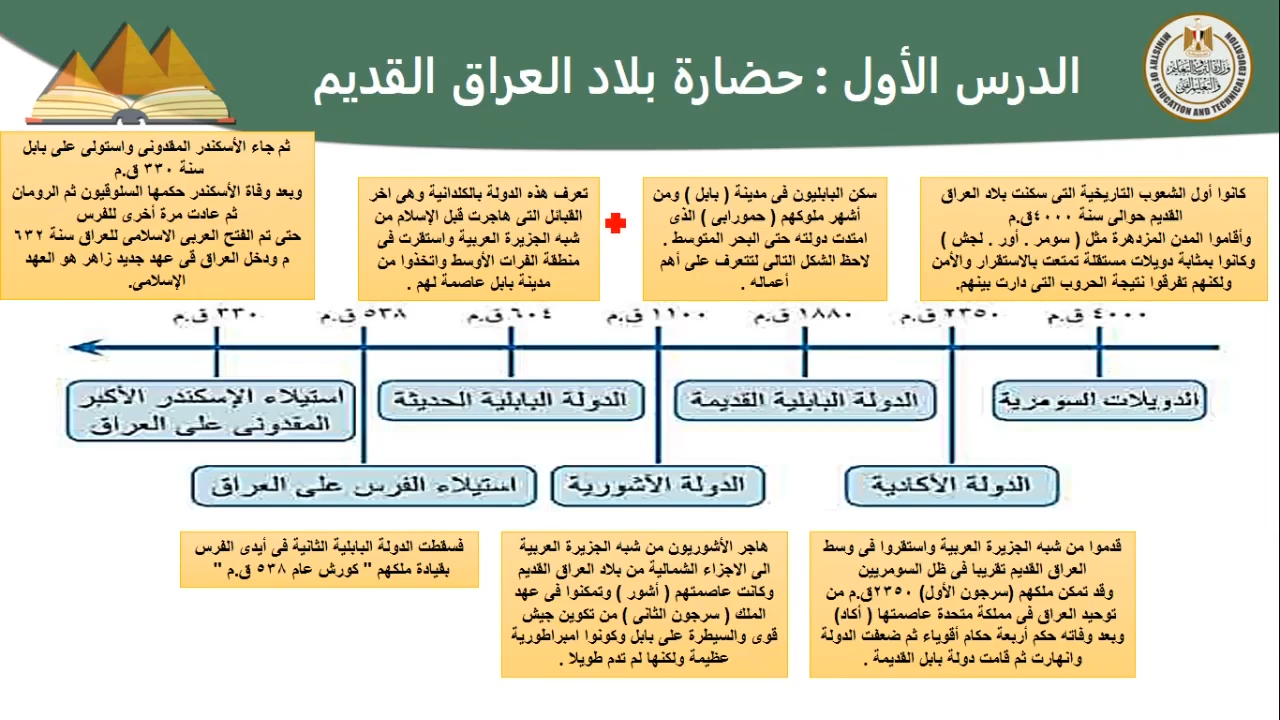 الدرس الأول : حضارة بلاد العراق القديم
وزارة التربية والتعليم
والتعليم الفني
MINISTRY OF EDUCATION AND TECHNICAL EDUCATION
كانوا أول الشعوب التاريخية التى سكنت بلاد العراق
القديم حوالى سنة ٤٠٠٠ق.م
وأقاموا المدن المزدهرة مثل ( سومر . أور . لجش )
وكانوا بمثابة دويلات مستقلة تمتعت بالاستقرار والأمن
ولكنهم تفرقوا نتيجة الحروب التى دارت بينهم.
سكن البابليون فى مدينة ( بابل ) ومن
أشهر ملوكهم ( حمورابى ) الذى
امتدت دولته حتى البحر المتوسط .
لاحظ الشكل التالى لتتعرف على أهم
أعماله .
تعرف هذه الدولة بالكلدانية وهى اخر
القبائل التى هاجرت قبل الإسلام من
شبه الجزيرة العربية واستقرت فى
منطقة الفرات الأوسط واتخذوا من
مدينة بابل عاصمة لهم .
ثم جاء الأسكندر المقدونى واستولى على بابل
سنة ٣٣٠ ق.م
وبعد وفاة الأسكندر حكمها السلوقيون ثم الرومان
ثم عادت مرة أخرى للفرس
حتى تم الفتح العربى الاسلامى للعراق سنة ٦٣٢
م ودخل العراق فى عهد جديد زاهر هو العهد
الإسلامى.
٤٠٠٠ ق.م
٢٣٥٠ ق.م
١٨٨٠ ق.م
١١٠٠ ق.م
٦٠٤ ق.م
٥٣٨ ق.م
٣٣٠ ق.م
الدويلات السومرية
الدولة البابلية القديمة
الدولة البابلية الحديثة
استيلاء الإسكندر الأكبر
المقدونى على العراق
الدولة الأكادية
الدولة الأشورية
استيلاء الفرس على العراق
قدموا من شبه الجزيرة العربية واستقروا فى وسط
العراق القديم تقريبا فى ظل السومريين
وقد تمكن ملكهم (سرجون الأول) ٢٣٥٠ق.م من
توحيد العراق فى مملكة متحدة عاصمتها ( أكاد)
وبعد وفاته حكم أربعة حكام أقوياء ثم ضعفت الدولة
وانهارت ثم قامت دولة بابل القديمة .
هاجر الأشوريون من شبه الجزيرة العربية
الى الاجزاء الشمالية من بلاد العراق القديم
وكانت عاصمتهم ( أشور ) وتمكنوا فى عهد
الملك ( سرجون الثانى ) من تكوين جيش
قوى والسيطرة على بابل وكونوا امبراطورية
عظيمة ولكنها لم تدم طويلا .
فسقطت الدولة البابلية الثانية فى أيدى الفرس
بقيادة ملكهم " كورش عام ٥٣٨ ق.م "